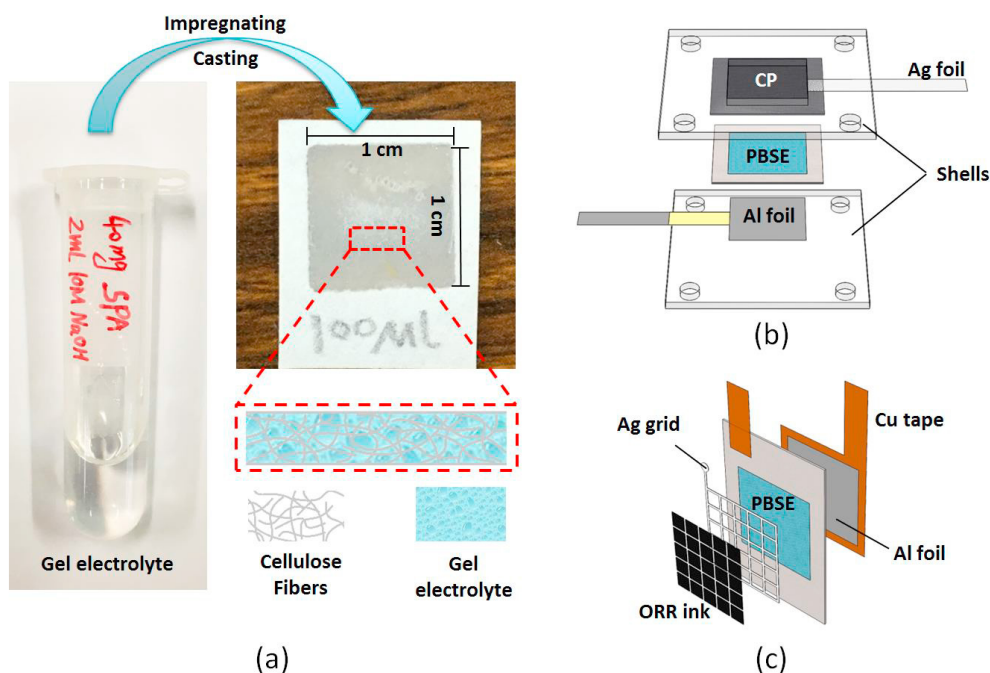 Impregnating
Casting
40mg SPA
2ml 10M NaOH
Gel electrolyte
1 cm
1 cm
100ML
Cellulose
Fibers
Gel
electrolyte
(a)
CP
Ag foil
PBSE
Shells
Al foil
(b)
Cu tape
Ag grid
PBSE
Al foil
ORR ink
(c)